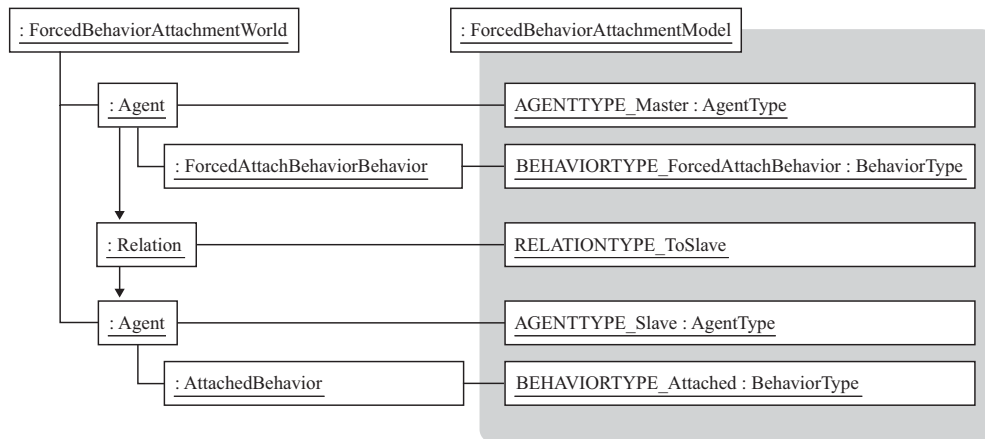 : ForcedBehaviorAttachmentWorld
: ForcedBehaviorAttachmentModel
: Agent
AGENTTYPE_Master : AgentType
: ForcedAttachBehaviorBehavior
BEHAVIORTYPE_ForcedAttachBehavior : BehaviorType
: Relation
RELATIONTYPE_ToSlave
: Agent
AGENTTYPE_Slave : AgentType
: AttachedBehavior
BEHAVIORTYPE_Attached : BehaviorType